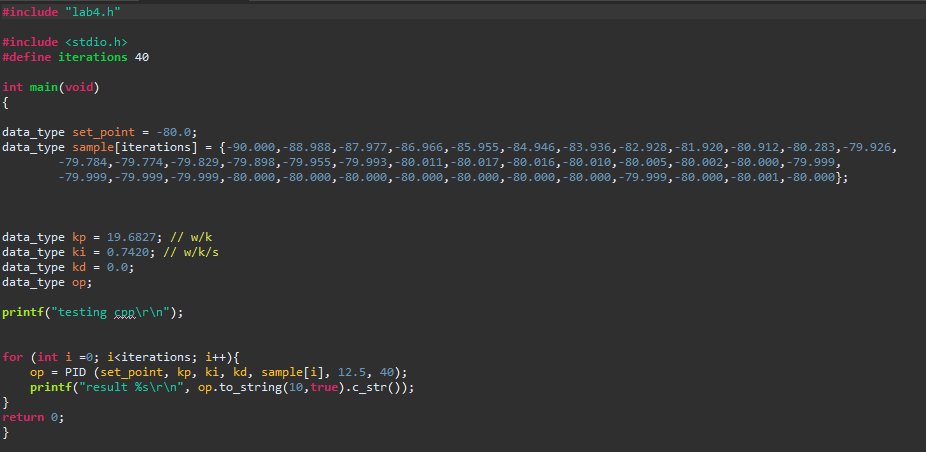 #include "lab4.h"
#include <stdio.h>
#define iterations 40
int main(void)
{
data_type set_point = -80.0;
data_type sample[iterations] = {-90.000,-88.988,-87.977,-86.966,-85.955,-84.946,-83.936,-82.928,-81.920,-80.912,-80.283,-79.926,
-79.784,-79.774,-79.829,-79.898,-79.955,-79.993,-80.011,-80.017,-80.016,-80.010,-80.005,-80.002,-80.000,-79.999,
-79.999,-79.999,-79.999,-80.000,-80.000,-80.000,-80.000,-80.000,-80.000,-80.000,-79.999,-80.000,-80.001,-80.000};
data_type kp = 19.6827; // w/k
data_type ki = 0.7420; // w/k/s
data_type kd = 0.0;
data_type op;
printf("testing cpp\r\n");
for (int i =0; i<iterations; i++){
op = PID (set_point, kp, ki, kd, sample[i], 12.5, 40);
printf("result %s\r\n", op.to_string(10,true).c_str());
}
return 0;
}